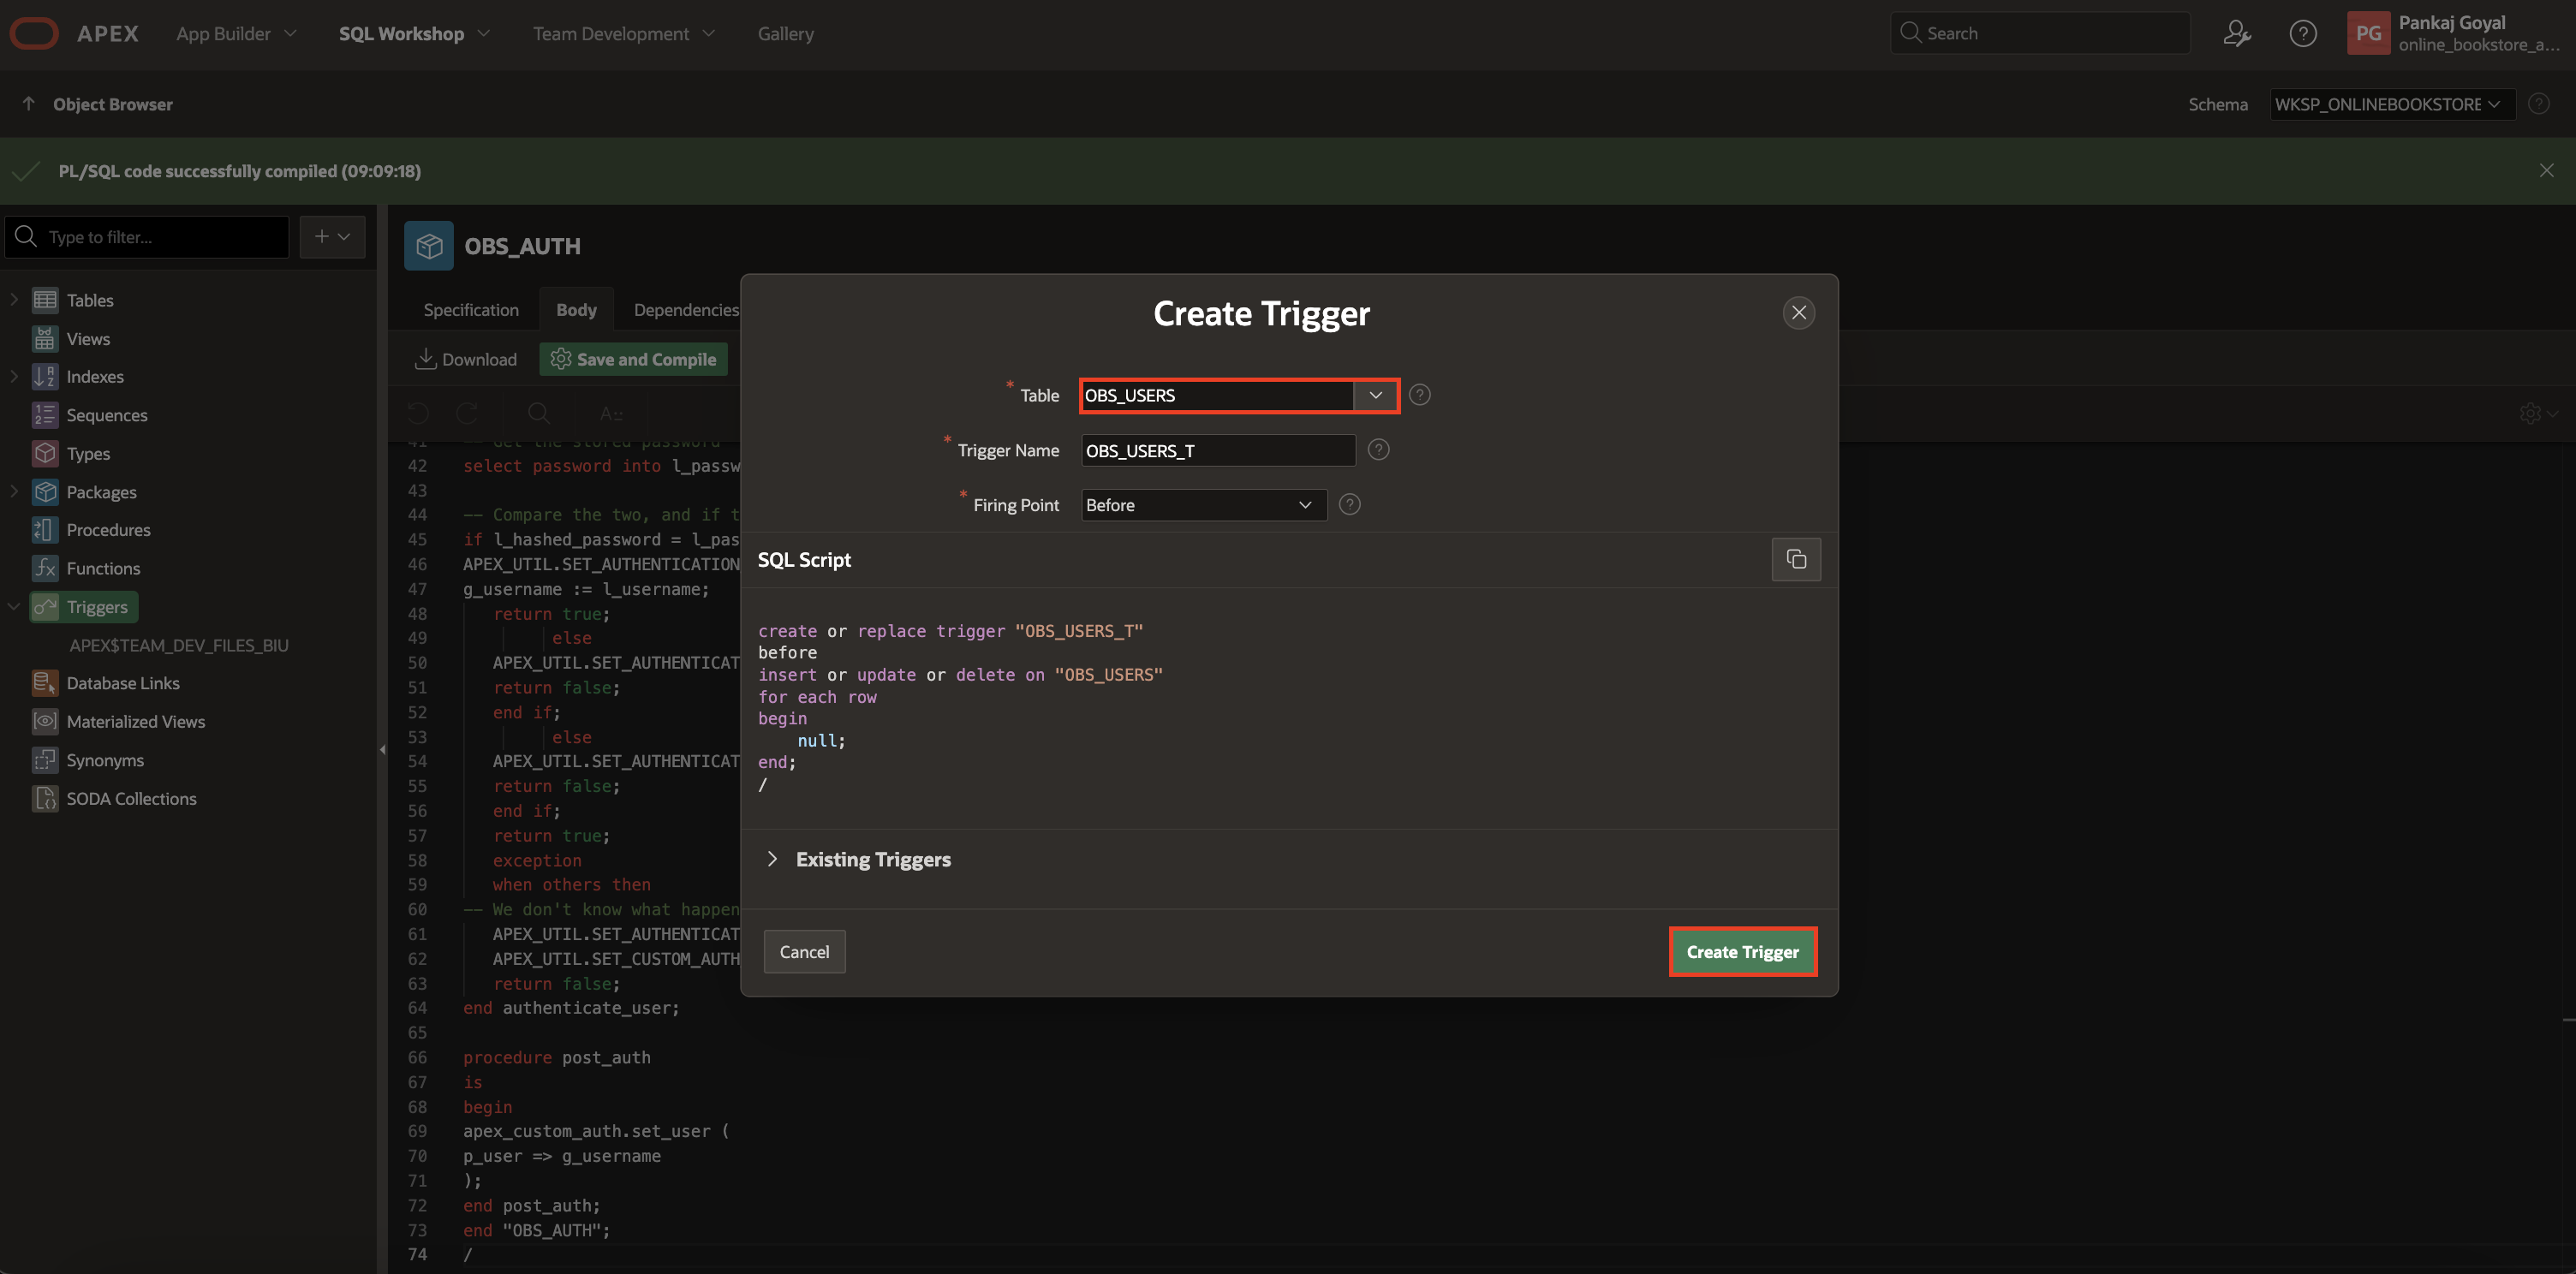 APEX App Builder SQL Workshop Team Development Gallery Search PG Pankaj Goyal
online_bookstore_a...
Object Browser Schema WKSP_ONLINEBOOKSTORE
PL/SQL code successfully compiled (09:09:18)
Type to filter...
Tables
Views
Indexes
Sequences
Types
Packages
Procedures
Functions
Triggers
APEX$TEAM_DEV_FILES_BIU
Database Links
Materialized Views
Synonyms
SODA Collections
OBS_AUTH
Specification Body Dependencies
Download Save and Compile
41 -- Get the stored password
42 select password into l_passw
43
44 -- Compare the two, and if t
45 if l_hashed_password = l_pas
46 APEX_UTIL.SET_AUTHENTICATION
47 g_username := l_username;
48 return true;
49 else
50 APEX_UTIL.SET_AUTHENTICAT
51 return false;
52 end if;
53 else
54 APEX_UTIL.SET_AUTHENTICAT
55 return false;
56 end if;
57 return true;
58 exception
59 when others then
60 -- We don't know what happen
61 APEX_UTIL.SET_AUTHENTICAT
62 APEX_UTIL.SET_CUSTOM_AUTH
63 return false;
64 end authenticate_user;
65
66 procedure post_auth
67 is
68 begin
69 apex_custom_auth.set_user (
70 p_user => g_username
71 );
72 end post_auth;
73 end "OBS_AUTH";
74 /
Create Trigger
* Table OBS_USERS
* Trigger Name OBS_USERS_T
* Firing Point Before
SQL Script
create or replace trigger "OBS_USERS_T"
before
insert or update or delete on "OBS_USERS"
for each row
begin
null;
end;
/
Existing Triggers
Cancel Create Trigger